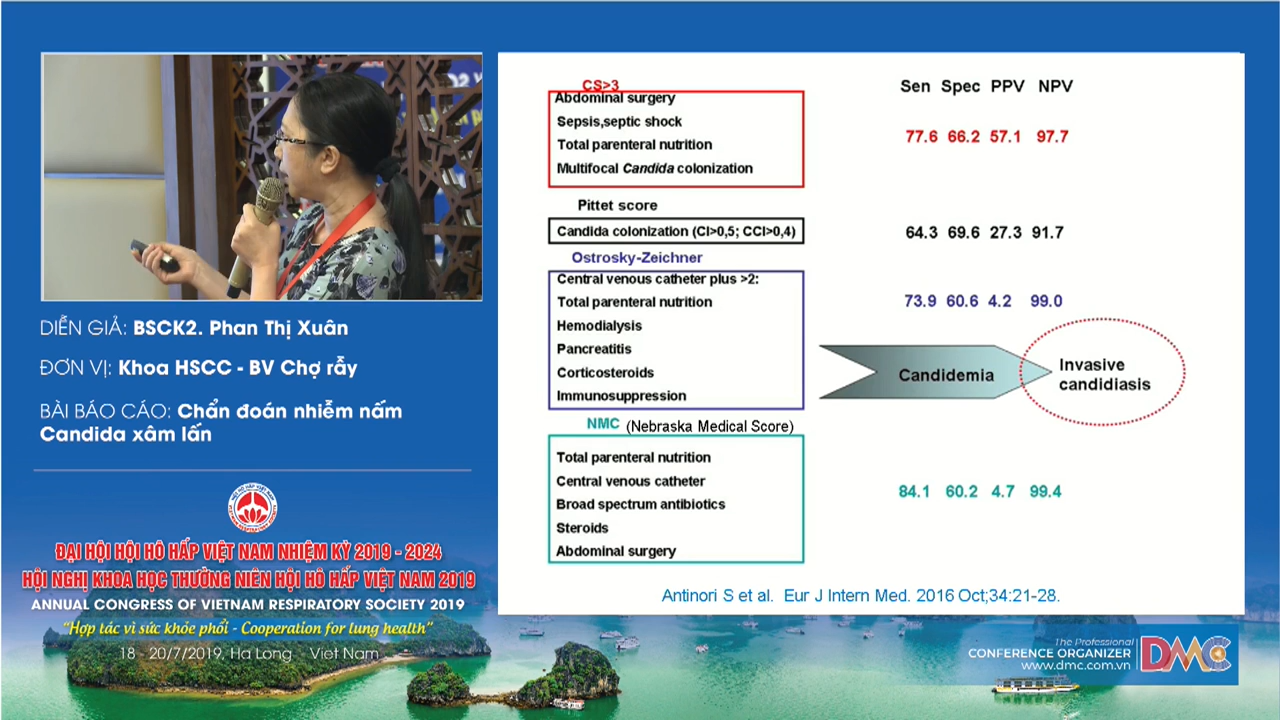 CS>3
Abdominal surgery
Sepsis,septic shock
Total parenteral nutrition
Multifocal Candida colonization
Sen Spec PPV NPV
77.6 66.2 57.1 97.7
Pittet score
Candida colonization (CI>0,5; CCI>0,4)
64.3 69.6 27.3 91.7
Ostrosky-Zeichner
Central venous catheter plus >2:
Total parenteral nutrition
Hemodialysis
Pancreatitis
Corticosteroids
Immunosuppression
73.9 60.6 4.2 99.0
Candidemia
Invasive
candidiasis
NMC (Nebraska Medical Score)
Total parenteral nutrition
Central venous catheter
Broad spectrum antibiotics
Steroids
Abdominal surgery
84.1 60.2 4.7 99.4
Antinori S et al. Eur J Intern Med. 2016 Oct;34:21-28.
DIỄN GIẢ: BSCK2. Phan Thị Xuân
ĐƠN VỊ: Khoa HSCC - BV Chợ rẫy
BÀI BÁO CÁO: Chẩn đoán nhiễm nấm
Candida xâm lấn
ĐẠI HỘI HỘI HÔ HẤP VIỆT NAM NHIỆM KỲ 2019 - 2024
HỘI NGHỊ KHOA HỌC THƯỜNG NIÊN HỘI HÔ HẤP VIỆT NAM 2019
ANNUAL CONGRESS OF VIETNAM RESPIRATORY SOCIETY 2019
"Hợp tác vì sức khỏe phổi - Cooperation for lung health"
18 - 20/7/2019, Ha Long - Viet Nam
The Professional
CONFERENCE ORGANIZER
www.dmc.com.vn
DMC